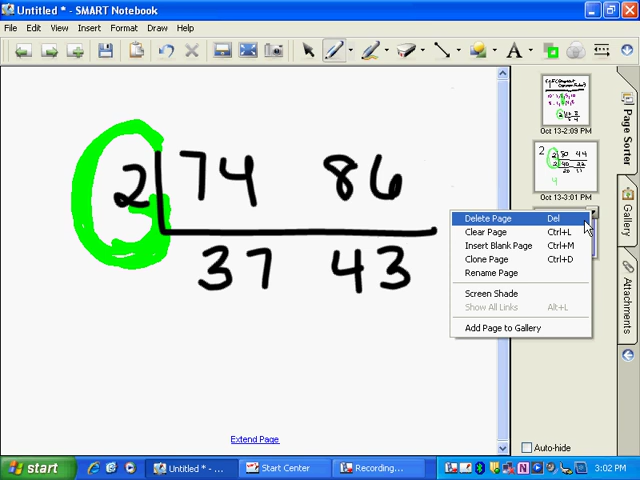 Untitled * - SMART Notebook
File Edit View Insert Format Draw Help
2 74 86
37 43
Extend Page
Oct 13-2:09 PM
2
Oct 13-3:01 PM
Delete Page Del
Clear Page Ctrl+L
Insert Blank Page Ctrl+M
Clone Page Ctrl+D
Rename Page
Screen Shade
Show All Links Alt+L
Add Page to Gallery
Page Sorter
Gallery
Attachments
Auto-hide
start
Untitled * -...
Start Center
Recording...
3:02 PM